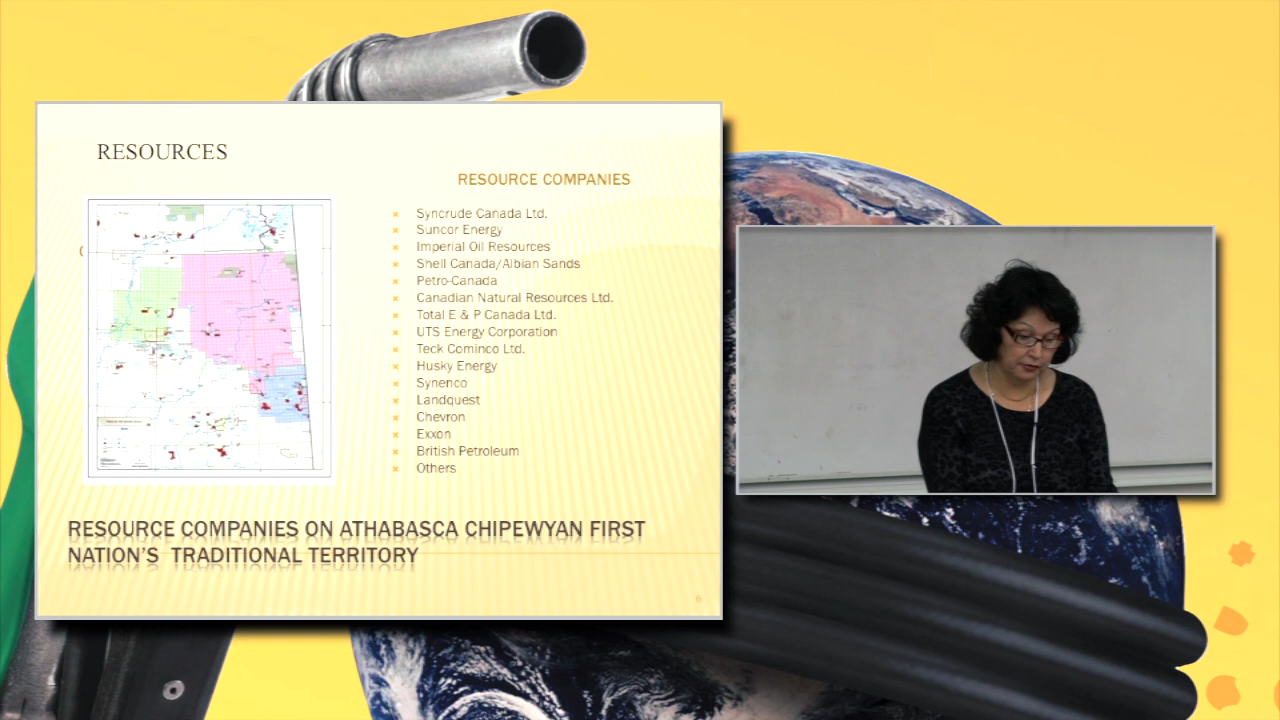 RESOURCES
RESOURCE COMPANIES
Syncrude Canada Ltd.
Suncor Energy
Imperial Oil Resources
Shell Canada/Albian Sands
Petro-Canada
Canadian Natural Resources Ltd.
Total E & P Canada Ltd.
UTS Energy Corporation
Teck Cominco Ltd.
Husky Energy
Synenco
Landquest
Chevron
Exxon
British Petroleum
Others
RESOURCE COMPANIES ON ATHABASCA CHIPEWYAN FIRST
NATION'S TRADITIONAL TERRITORY
6